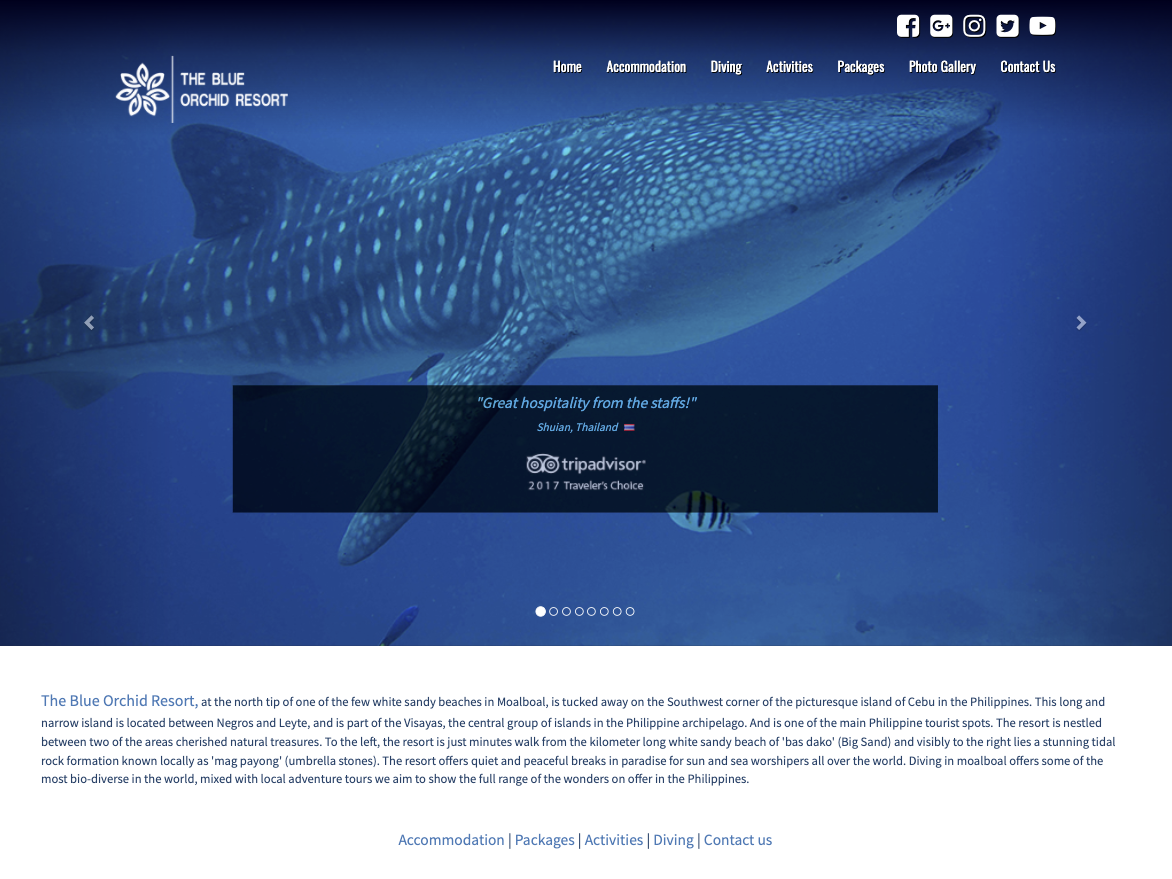 G+
THE BLUE
ORCHID RESORT
Home Accommodation Diving Activities Packages Photo Gallery Contact Us
"Great hospitality from the staffs!"
Shuian, Thailand
tripadvisor®
2017 Traveler's Choice
The Blue Orchid Resort, at the north tip of one of the few white sandy beaches in Moalboal, is tucked away on the Southwest corner of the picturesque island of Cebu in the Philippines. This long and
narrow island is located between Negros and Leyte, and is part of the Visayas, the central group of islands in the Philippine archipelago. And is one of the main Philippine tourist spots. The resort is nestled
between two of the areas cherished natural treasures. To the left, the resort is just minutes walk from the kilometer long white sandy beach of 'bas dako' (Big Sand) and visibly to the right lies a stunning tidal
rock formation known locally as 'mag payong' (umbrella stones). The resort offers quiet and peaceful breaks in paradise for sun and sea worshipers all over the world. Diving in moalboal offers some of the
most bio-diverse in the world, mixed with local adventure tours we aim to show the full range of the wonders on offer in the Philippines.
Accommodation | Packages | Activities | Diving | Contact us